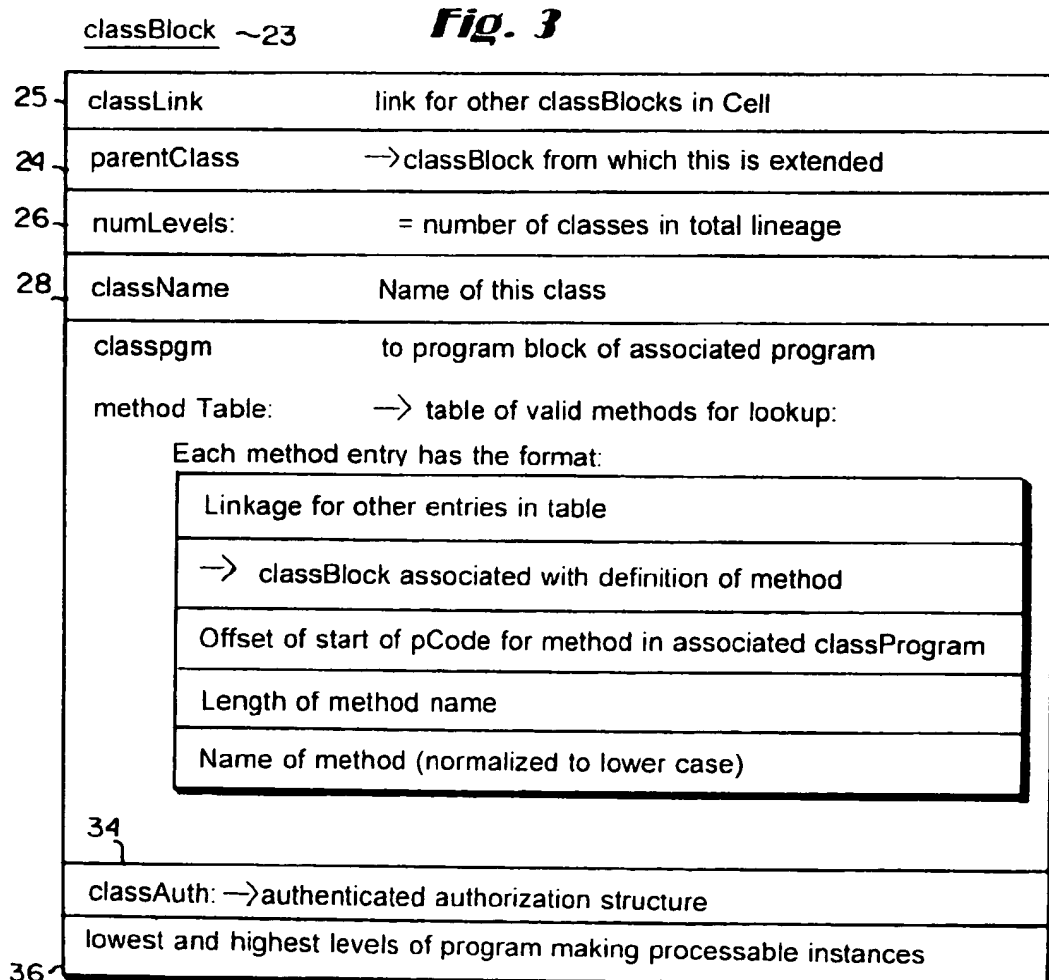 classBlock ~23 Fig. 3
25 classLink link for other classBlocks in Cell
24 parentClass —>classBlock from which this is extended
26 numLevels: = number of classes in total lineage
28 className Name of this class
classpgm to program block of associated program
method Table: —> table of valid methods for lookup:
Each method entry has the format:
Linkage for other entries in table
—> classBlock associated with definition of method
Offset of start of pCode for method in associated classProgram
Length of method name
Name of method (normalized to lower case)
34
classAuth: —>authenticated authorization structure
lowest and highest levels of program making processable instances
36